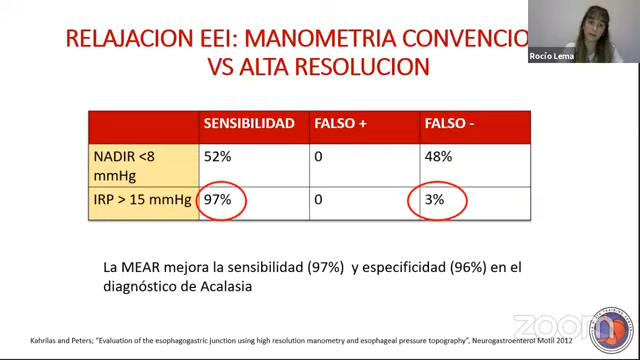 RELAJACION EEI: MANOMETRIA CONVENCIO
VS ALTA RESOLUCION
Rocío Lema
SENSIBILIDAD FALSO + FALSO -
NADIR <8 mmHg 52% 0 48%
IRP > 15 mmHg 97% 0 3%
La MEAR mejora la sensibilidad (97%) y especificidad (96%) en el
diagnóstico de Acalasia
zoom
Kahrilas and Peters; "Evaluation of the esophagogastric junction using high resolution manometry and esophageal pressure topography", Neurogastroenterol Motil 2012